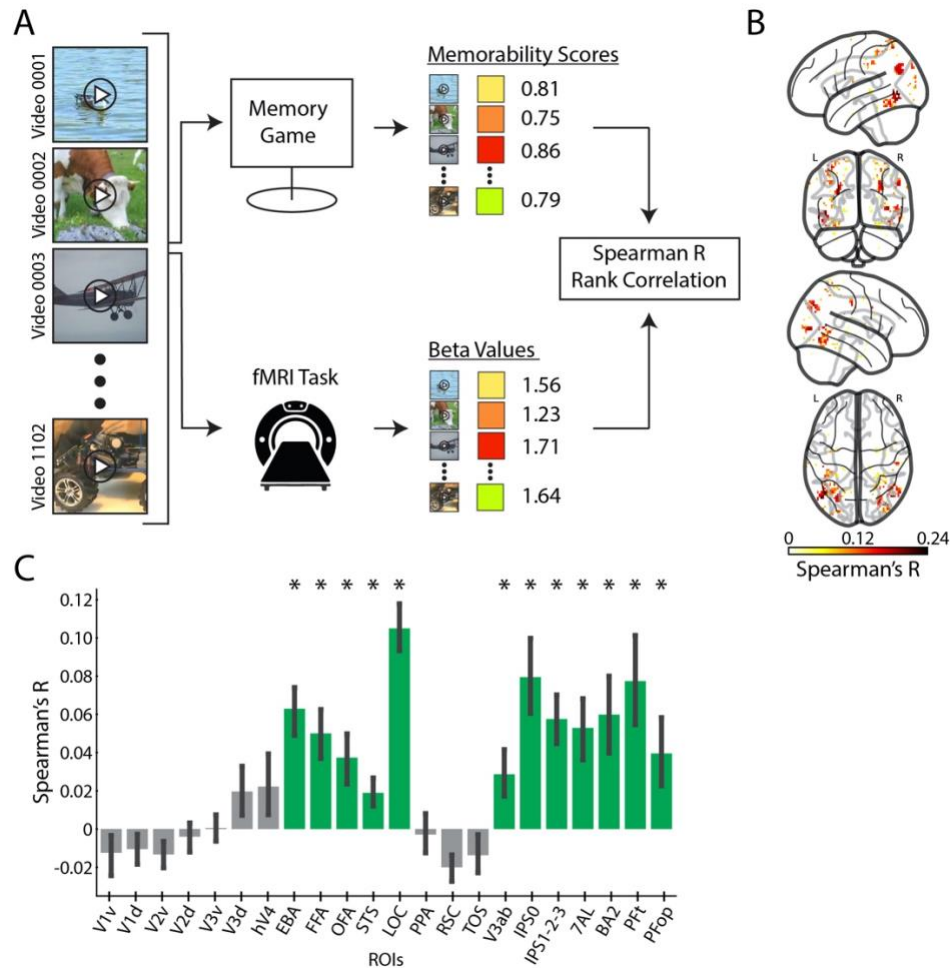 A
Video 0001
Video 0002
Video 0003
Video 1102
Memory
Game
fMRI Task
Memorability Scores
0.81
0.75
0.86
0.79
Beta Values
1.56
1.23
1.71
1.64
Spearman R
Rank Correlation
B
L R
L R
0 0.12 0.24
Spearman's R
C
Spearman's R
0.12
0.10
0.08
0.06
0.04
0.02
0
-0.02
* * * * * * * * * * * *
V1v V1d V2v V2d V3v V3d hV4 EBA FFA OFA STS LOC PPA RSC TOS V3ab IPS0 IPS1-2-3 7AL BA2 PFt PFop
ROIs